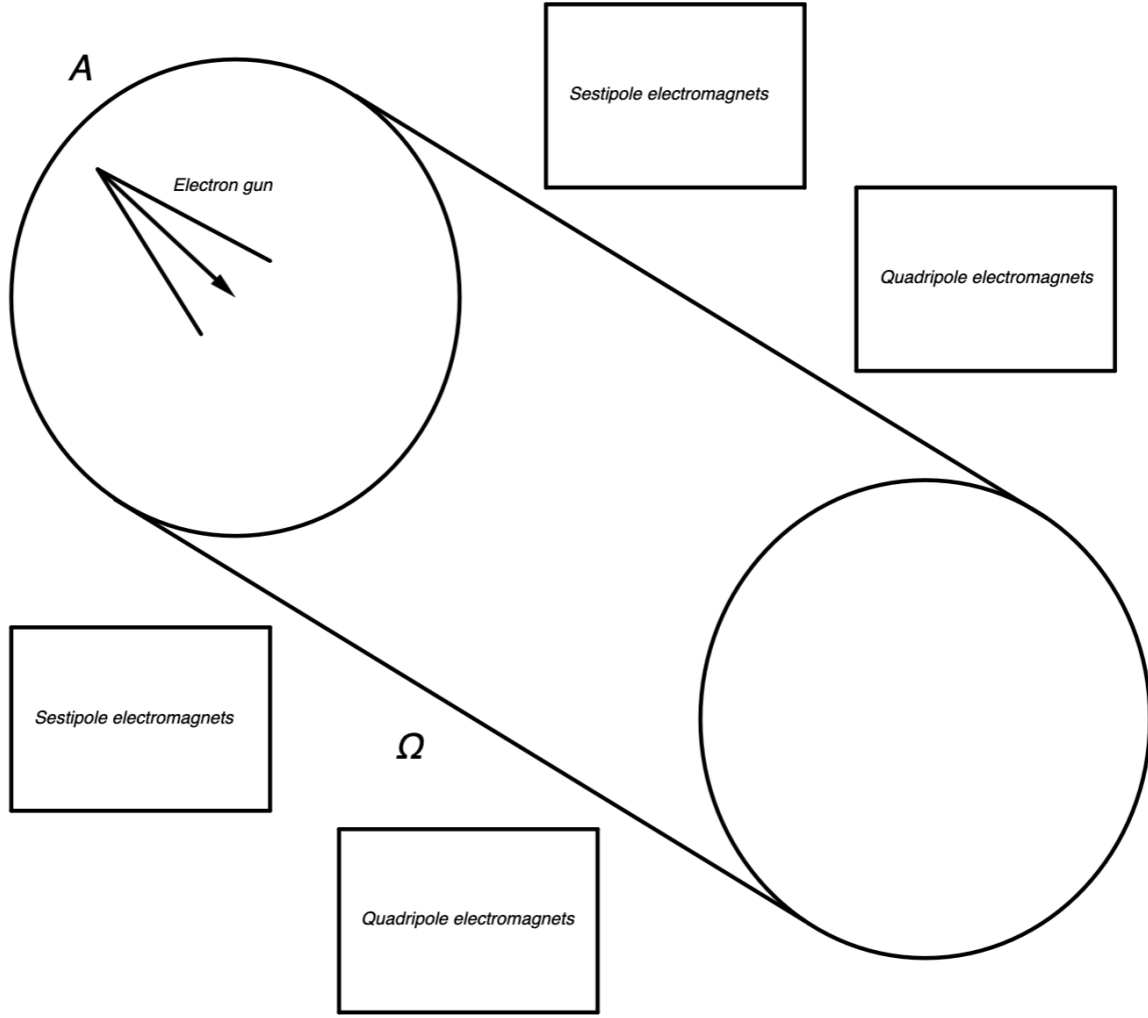 A
Sestipole electromagnets
Electron gun
Quadripole electromagnets
Sestipole electromagnets
Ω
Quadripole electromagnets